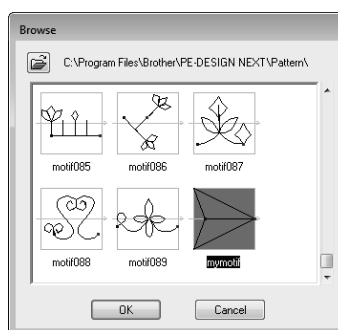 Browse
C:\Program Files\Brother\PE-DESIGN NEXT\Pattern\
motif085 motif086 motif087
motif088 motif089 mymotif
OK Cancel